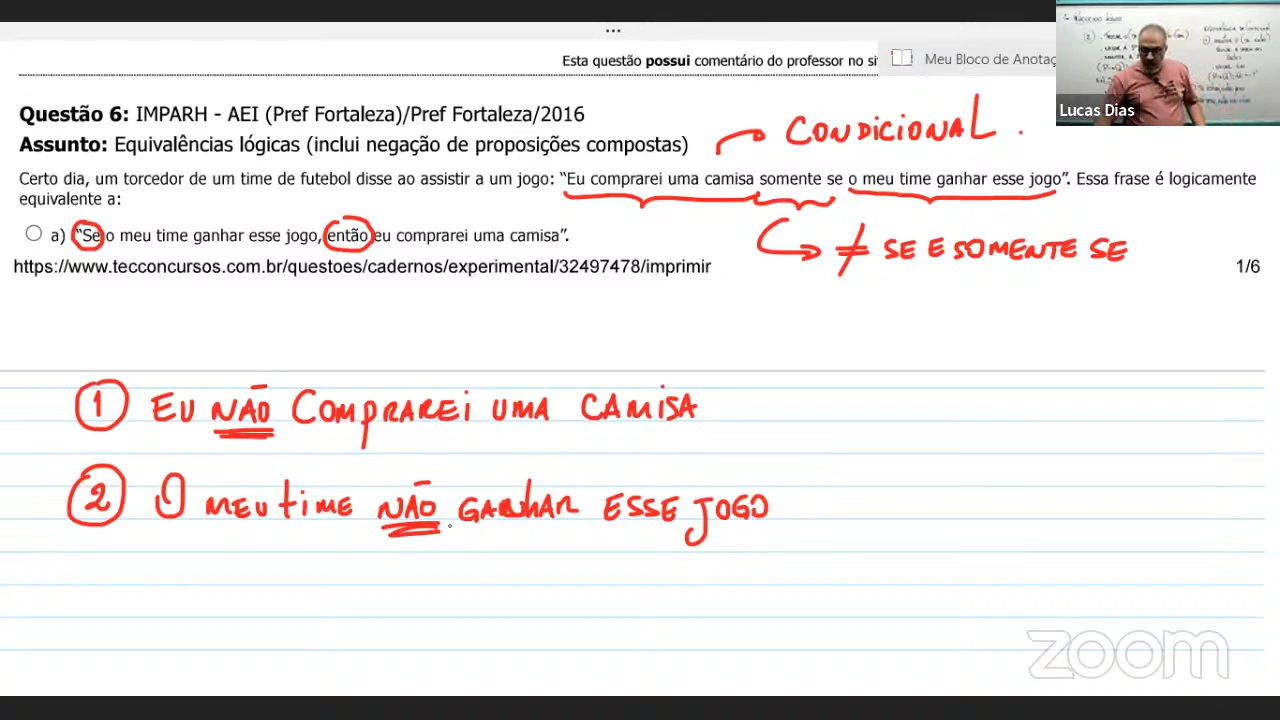 Esta questão possui comentário do professor no si
Meu Bloco de Anotaç
Lucas Dias
Questão 6: IMPARH - AEI (Pref Fortaleza)/Pref Fortaleza/2016
CONDICIONAL.
Assunto: Equivalências lógicas (inclui negação de proposições compostas)
Certo dia, um torcedor de um time de futebol disse ao assistir a um jogo: “Eu comprarei uma camisa somente se o meu time ganhar esse jogo”. Essa frase é logicamente
equivalente a:
a) “Se o meu time ganhar esse jogo, então eu comprarei uma camisa”.
≠ SE E SOMENTE SE
https://www.tecconcursos.com.br/questoes/cadernos/experimental/32497478/imprimir 1/6
1 EU NÃO COMPRAREI UMA CAMISA
2 O MEU TIME NÃO GANHAR ESSE JOGO
zoom